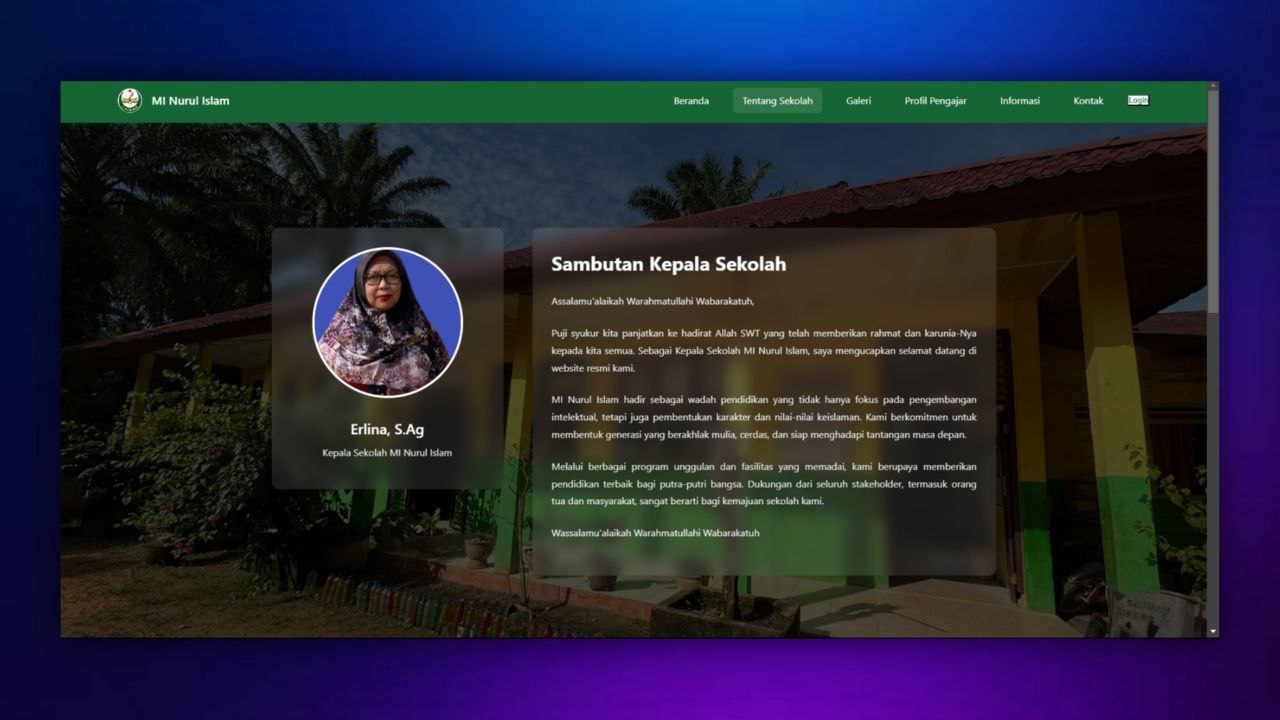 MI Nurul Islam
Beranda
Tentang Sekolah
Galeri
Profil Pengajar
Informasi
Kontak
Login
Erlina, S.Ag
Kepala Sekolah MI Nurul Islam
Sambutan Kepala Sekolah
Assalamu'alaikah Warahmatullahi Wabarakatuh,
Puji syukur kita panjatkan ke hadirat Allah SWT yang telah memberikan rahmat dan karunia-Nya
kepada kita semua. Sebagai Kepala Sekolah MI Nurul Islam, saya mengucapkan selamat datang di
website resmi kami.
MI Nurul Islam hadir sebagai wadah pendidikan yang tidak hanya fokus pada pengembangan
intelektual, tetapi juga pembentukan karakter dan nilai-nilai keislaman. Kami berkomitmen untuk
membentuk generasi yang berakhlak mulia, cerdas, dan siap menghadapi tantangan masa depan.
Melalui berbagai program unggulan dan fasilitas yang memadai, kami berupaya memberikan
pendidikan terbaik bagi putra-putri bangsa. Dukungan dari seluruh stakeholder, termasuk orang
tua dan masyarakat, sangat berarti bagi kemajuan sekolah kami.
Wassalamu'alaikah Warahmatullahi Wabarakatuh